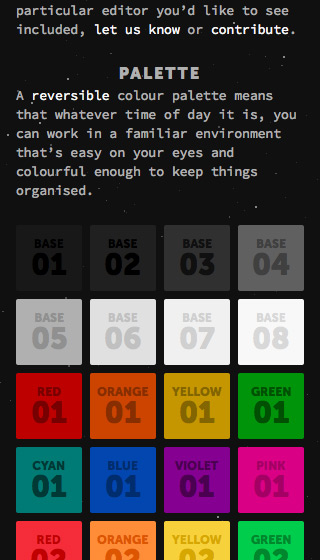 particular editor you’d like to see
included, let us know or contribute.
PALETTE
A reversible colour palette means
that whatever time of day it is, you
can work in a familiar environment
that’s easy on your eyes and
colourful enough to keep things
organised.
BASE 01 BASE 02 BASE 03 BASE 04
BASE 05 BASE 06 BASE 07 BASE 08
RED 01 ORANGE 01 YELLOW 01 GREEN 01
CYAN 01 BLUE 01 VIOLET 01 PINK 01
RED ORANGE YELLOW GREEN